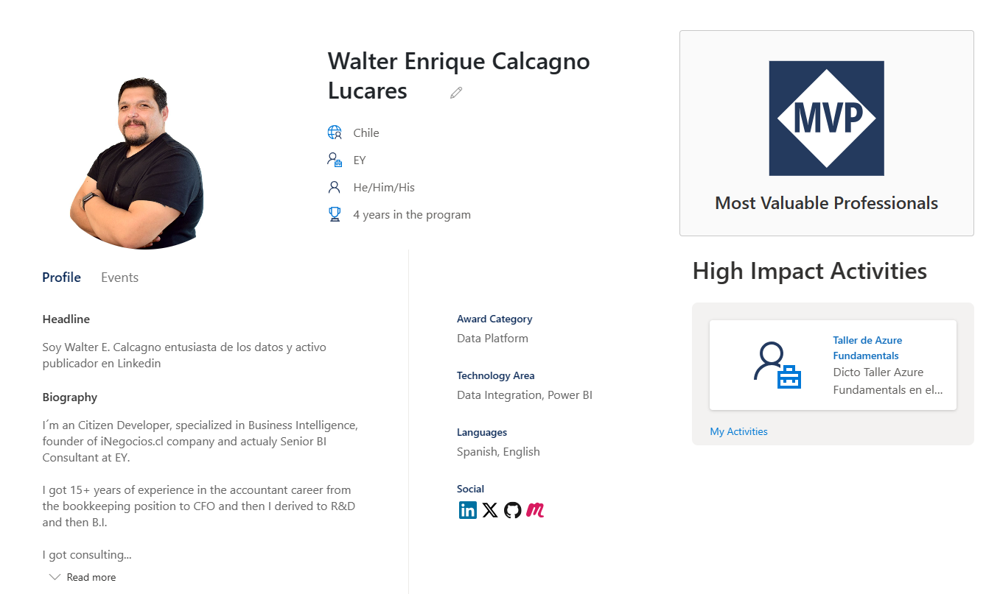 Walter Enrique Calcagno
Lucares
Chile
EY
He/Him/His
4 years in the program
MVP
Most Valuable Professionals
Profile
Events
Headline
Soy Walter E. Calcagno entusiasta de los datos y activo
publicador en Linkedin
Biography
I´m an Citizen Developer, specialized in Business Intelligence,
founder of iNegocios.cl company and actualy Senior BI
Consultant at EY.
I got 15+ years of experience in the accountant career from
the bookkeeping position to CFO and then I derived to R&D
and then B.I.
I got consulting...
Read more
Award Category
Data Platform
Technology Area
Data Integration, Power BI
Languages
Spanish, English
Social
in
X
m
High Impact Activities
Taller de Azure
Fundamentals
Dicto Taller Azure
Fundamentals en el...
My Activities